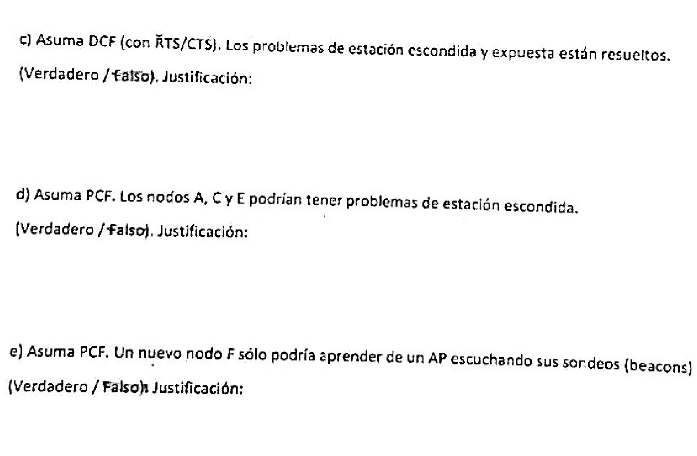 c) Asuma DCF (con RTS/CTS). Los problemas de estación escondida y expuesta están resueltos.
(Verdadero / Falso). Justificación:
d) Asuma PCF. Los nodos A, C y E podrían tener problemas de estación escondida.
(Verdadero / Falso). Justificación:
e) Asuma PCF. Un nuevo nodo F sólo podría aprender de un AP escuchando sus sondeos (beacons)
(Verdadero / Falso). Justificación: